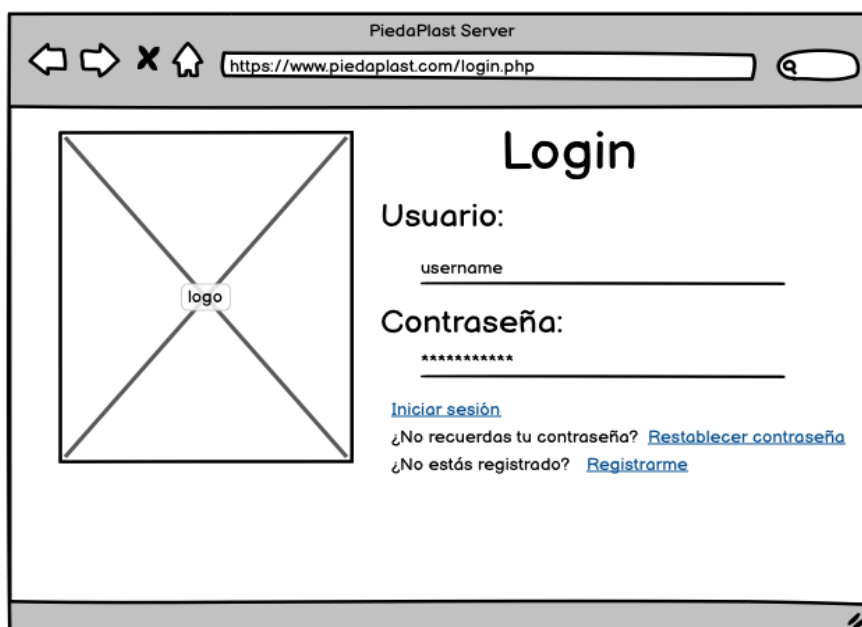 PiedaPlast Server
https://www.piedaplast.com/login.php
Login
Usuario:
username
logo
Contraseña:
***********
Iniciar sesión
¿No recuerdas tu contraseña? Restablecer contraseña
¿No estás registrado? Registrarme